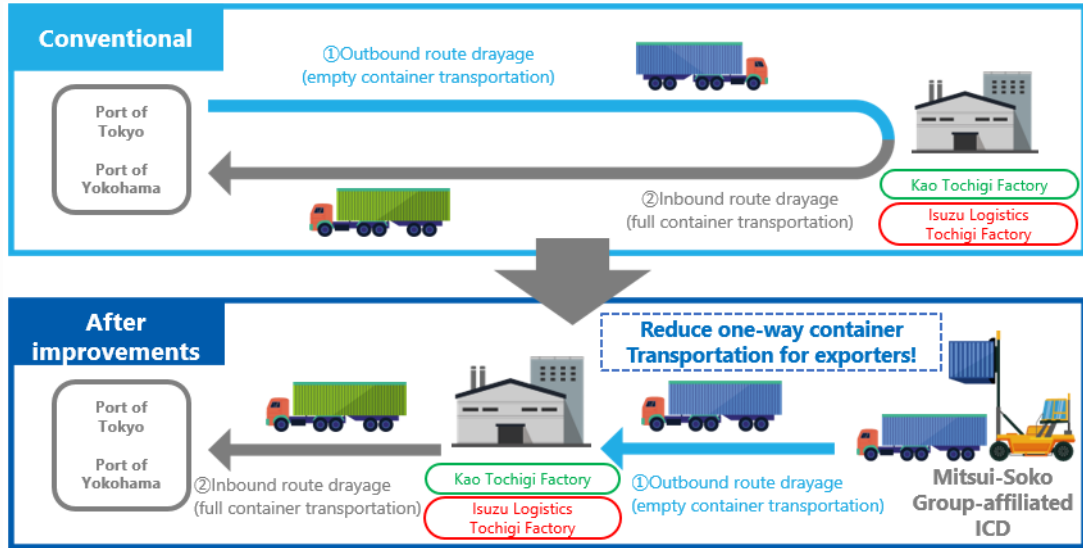 Conventional
①Outbound route drayage
(empty container transportation)
Port of
Tokyo
Port of
Yokohama
②Inbound route drayage
(full container transportation)
Kao Tochigi Factory
Isuzu Logistics
Tochigi Factory
After
improvements
Reduce one-way container
Transportation for exporters!
Port of
Tokyo
Port of
Yokohama
②Inbound route drayage
(full container transportation)
Kao Tochigi Factory
Isuzu Logistics
Tochigi Factory
①Outbound route drayage
(empty container transportation)
Mitsui-Soko
Group-affiliated
ICD